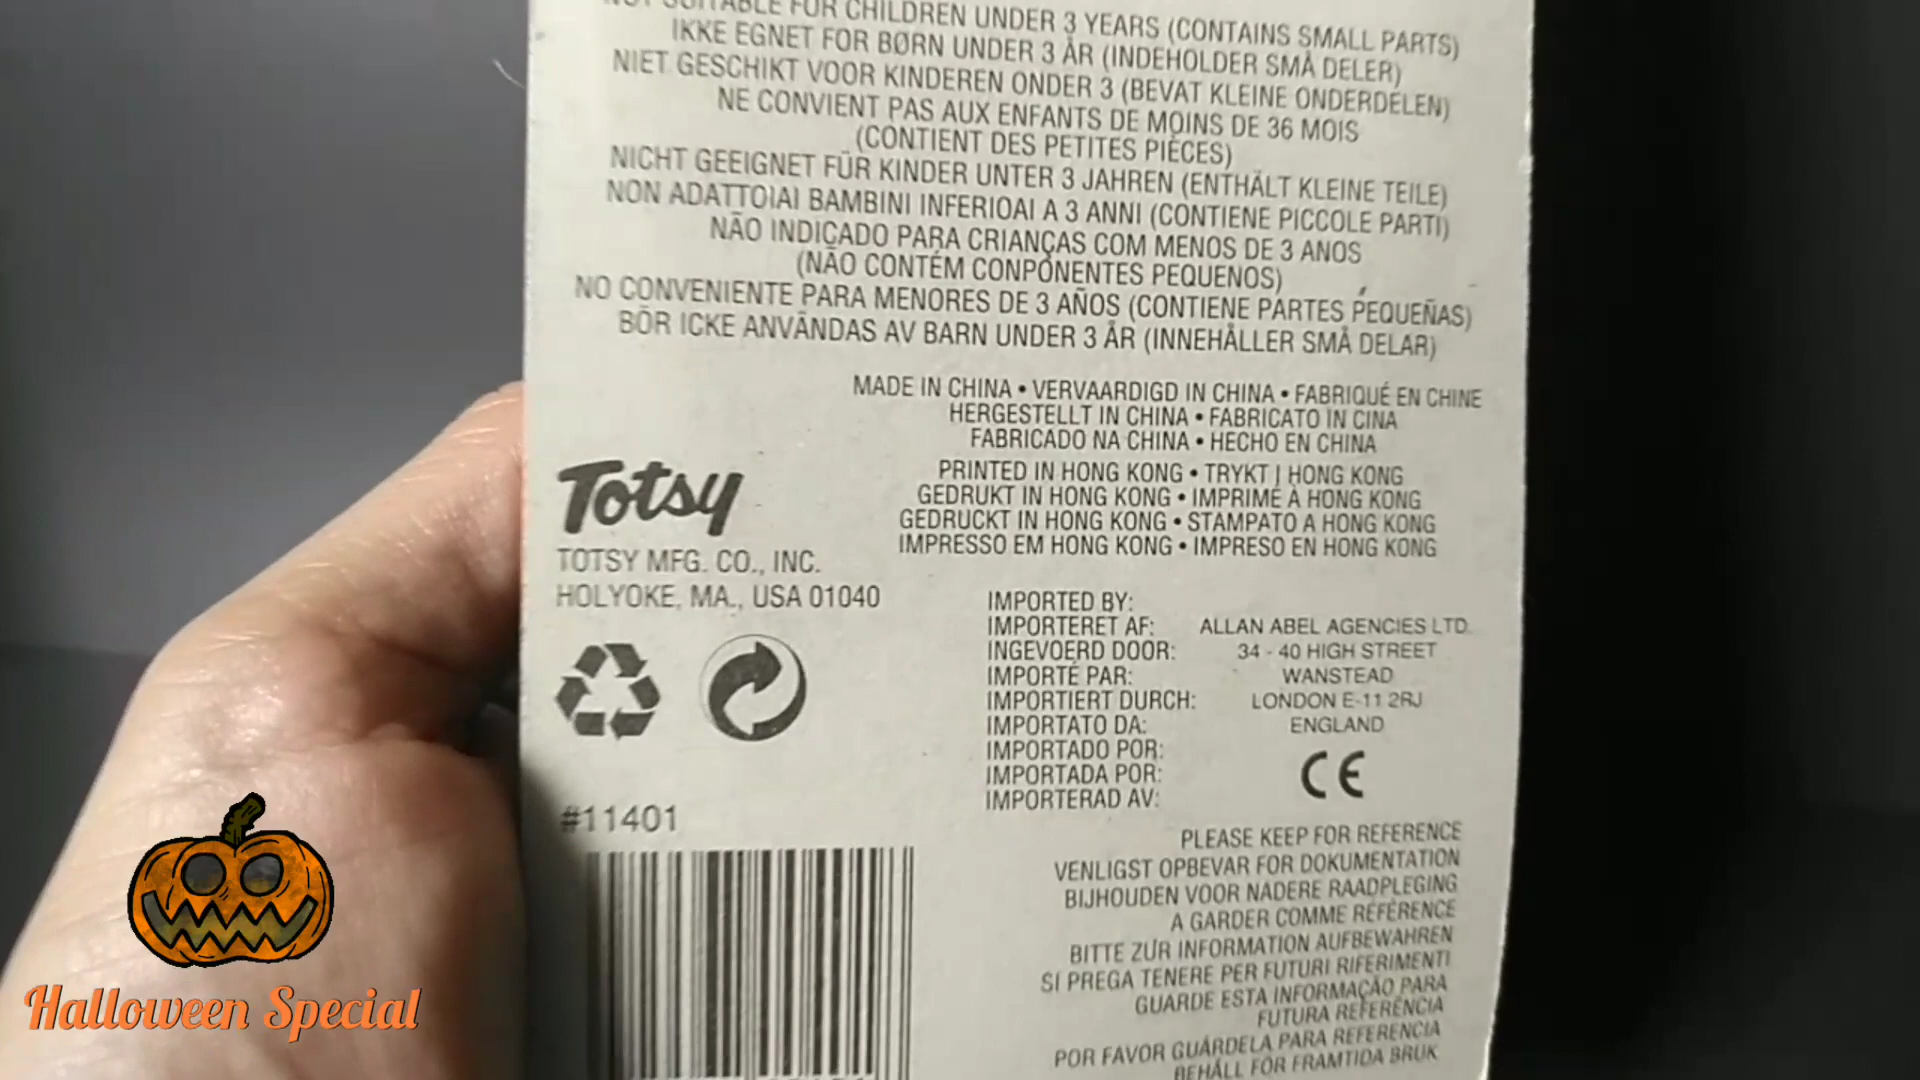 SUITABLE FOR CHILDREN UNDER 3 YEARS (CONTAINS SMALL PARTS)
IKKE EGNET FOR BØRN UNDER 3 ÅR (INDEHOLDER SMÅ DELER)
NIET GESCHIKT VOOR KINDEREN ONDER 3 (BEVAT KLEINE ONDERDELEN)
NE CONVIENT PAS AUX ENFANTS DE MOINS DE 36 MOIS
(CONTIENT DES PETITES PIÈCES)
NICHT GEEIGNET FÜR KINDER UNTER 3 JAHREN (ENTHÄLT KLEINE TEILE)
NON ADATTOIAI BAMBINI INFERIOAI A 3 ANNI (CONTIENE PICCOLE PARTI)
NÃO INDICADO PARA CRIANÇAS COM MENOS DE 3 ANOS
(NÃO CONTÉM CONPÔNENTES PEQUENOS)
NO CONVENIENTE PARA MENORES DE 3 AÑOS (CONTIENE PARTES PEQUEÑAS)
BÖR ICKE ANVÄNDAS AV BARN UNDER 3 ÅR (INNEHÅLLER SMÅ DELAR)
MADE IN CHINA • VERVAARDIGD IN CHINA • FABRIQUÉ EN CHINE
HERGESTELLT IN CHINA • FABRICATO IN CINA
FABRICADO NA CHINA • HECHO EN CHINA
PRINTED IN HONG KONG • TRYKT I HONG KONG
GEDRUKT IN HONG KONG • IMPRIMÉ À HONG KONG
GEDRUCKT IN HONG KONG • STAMPATO A HONG KONG
IMPRESSO EM HONG KONG • IMPRESO EN HONG KONG
Totsy
TOTSY MFG. CO., INC.
HOLYOKE, MA., USA 01040
IMPORTED BY:
IMPORTERET AF:
INGEVOERD DOOR:
IMPORTÉ PAR:
IMPORTIERT DURCH:
IMPORTATO DA:
IMPORTADO POR:
IMPORTADA POR:
IMPORTERAD AV:
ALLAN ABEL AGENCIES LTD.
34 - 40 HIGH STREET
WANSTEAD
LONDON E-11 2RJ
ENGLAND
CE
#11401
PLEASE KEEP FOR REFERENCE
VENLIGST OPBEVAR FOR DOKUMENTATION
BIJHOUDEN VOOR NADERE RAADPLEGING
A GARDER COMME RÉFÉRENCE
BITTE ZUR INFORMATION AUFBEWAHREN
SI PREGA TENERE PER FUTURI RIFERIMENTI
GUARDE ESTA INFORMAÇÃO PARA
FUTURA REFERÊNCIA
POR FAVOR GUÁRDELA PARA REFERENCIA
BEHÅLL FÖR FRAMTIDA BRUK
Halloween Special